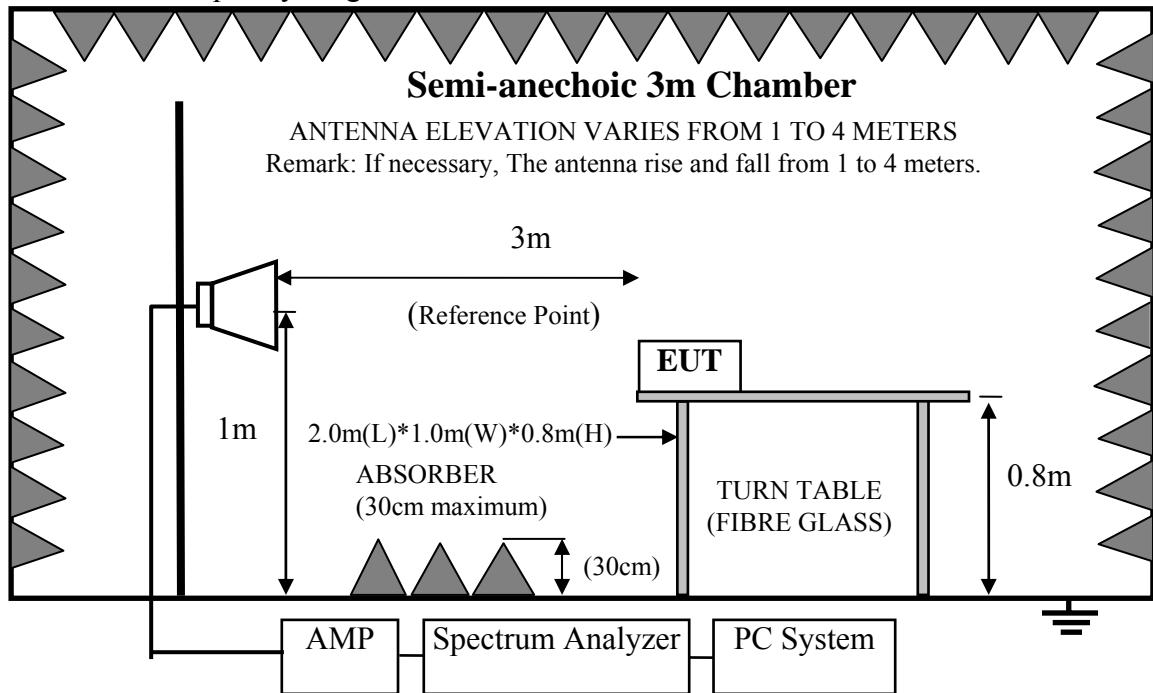 Semi-anechoic 3m Chamber
ANTENNA ELEVATION VARIES FROM 1 TO 4 METERS
Remark: If necessary, The antenna rise and fall from 1 to 4 meters.
3m
(Reference Point)
EUT
1m
2.0m(L)*1.0m(W)*0.8m(H)
ABSORBER
(30cm maximum)
TURN TABLE
(FIBRE GLASS)
0.8m
(30cm)
AMP
Spectrum Analyzer
PC System